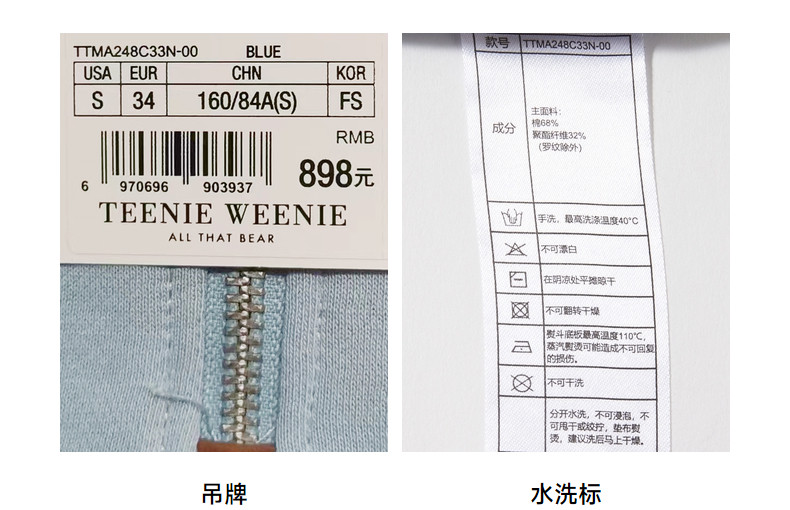 TTMA248C33N-00 BLUE
USA EUR CHN KOR
S 34 160/84A(S) FS
RMB
898元
6 970696 903937
TEENIE WEENIE
ALL THAT BEAR
吊牌
款号 TTMA248C33N-00
成分
主面料:
棉68%
聚酯纤维32%
(罗纹除外)
手洗，最高洗涤温度40°C
不可漂白
在阴凉处平摊晾干
不可翻转干燥
熨斗底板最高温度110℃,
蒸汽熨烫可能造成不可回复
的损伤。
不可干洗
分开水洗，不可浸泡，不
可甩干或绞拧，垫布熨
烫，建议洗后马上干燥。
水洗标